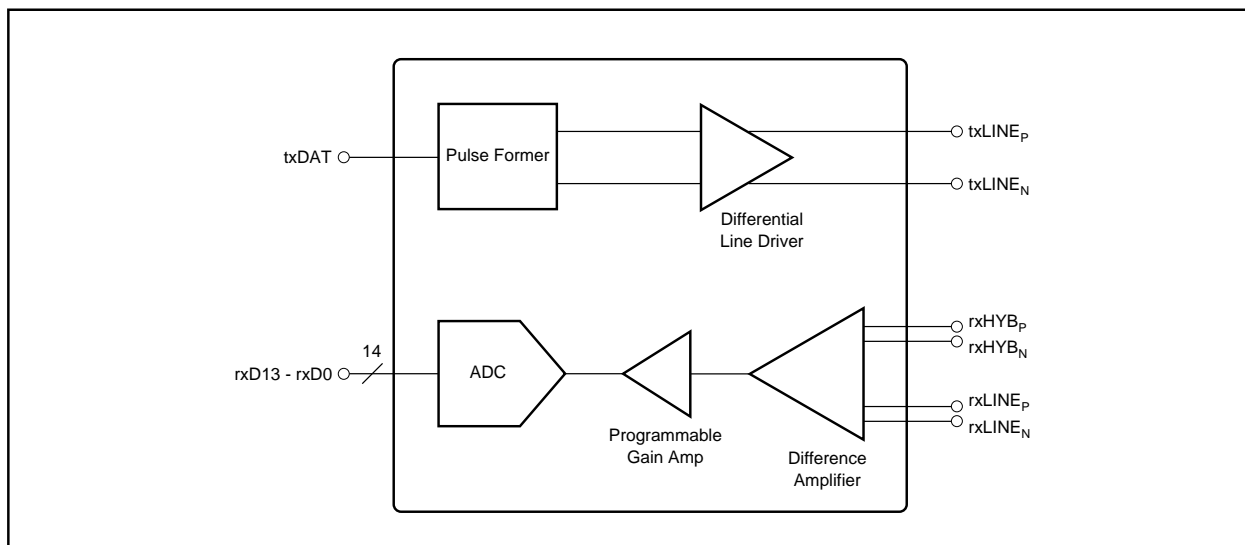 txDAT
Pulse Former
Differential
Line Driver
txLINEP
txLINEN
rxD13 - rxD0
14
ADC
Programmable
Gain Amp
Difference
Amplifier
rxHYBP
rxHYBN
rxLINEP
rxLINEN